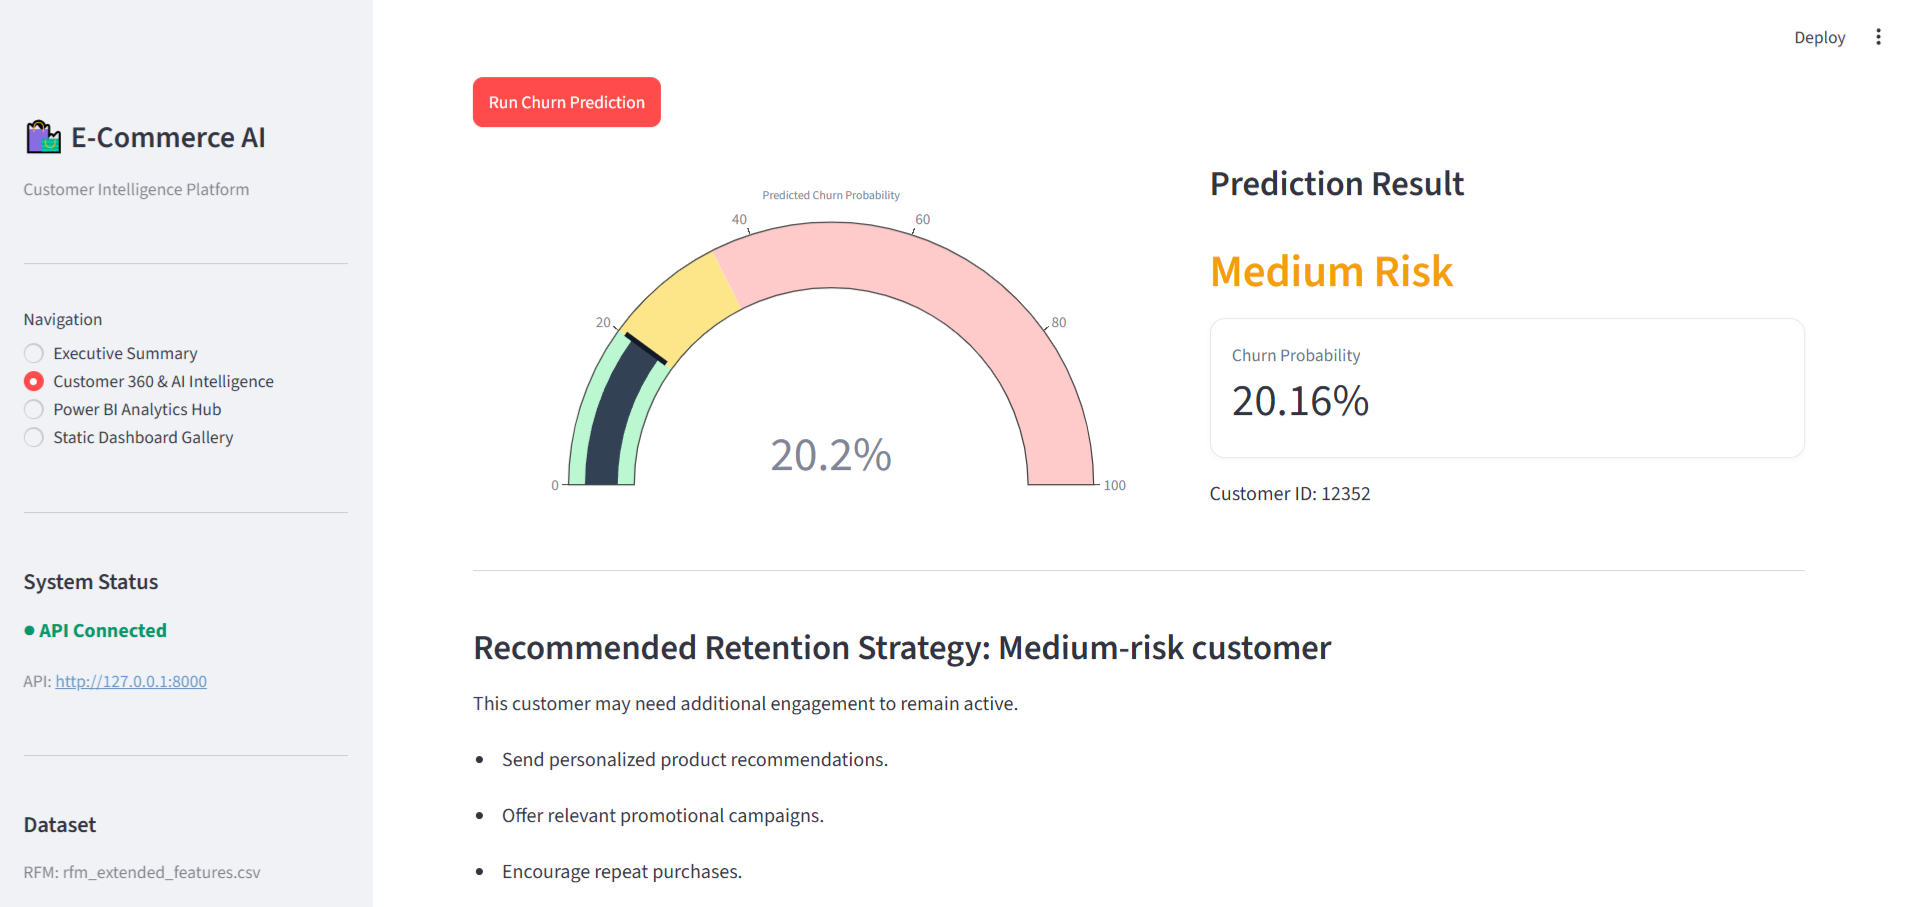 Deploy
E-Commerce AI
Customer Intelligence Platform
Navigation
Executive Summary
Customer 360 & AI Intelligence
Power BI Analytics Hub
Static Dashboard Gallery
System Status
API Connected
API: http://127.0.0.1:8000
Dataset
RFM: rfm_extended_features.csv
Run Churn Prediction
Predicted Churn Probability
0
20
40
60
80
100
20.2%
Prediction Result
Medium Risk
Churn Probability
20.16%
Customer ID: 12352
Recommended Retention Strategy: Medium-risk customer
This customer may need additional engagement to remain active.
Send personalized product recommendations.
Offer relevant promotional campaigns.
Encourage repeat purchases.